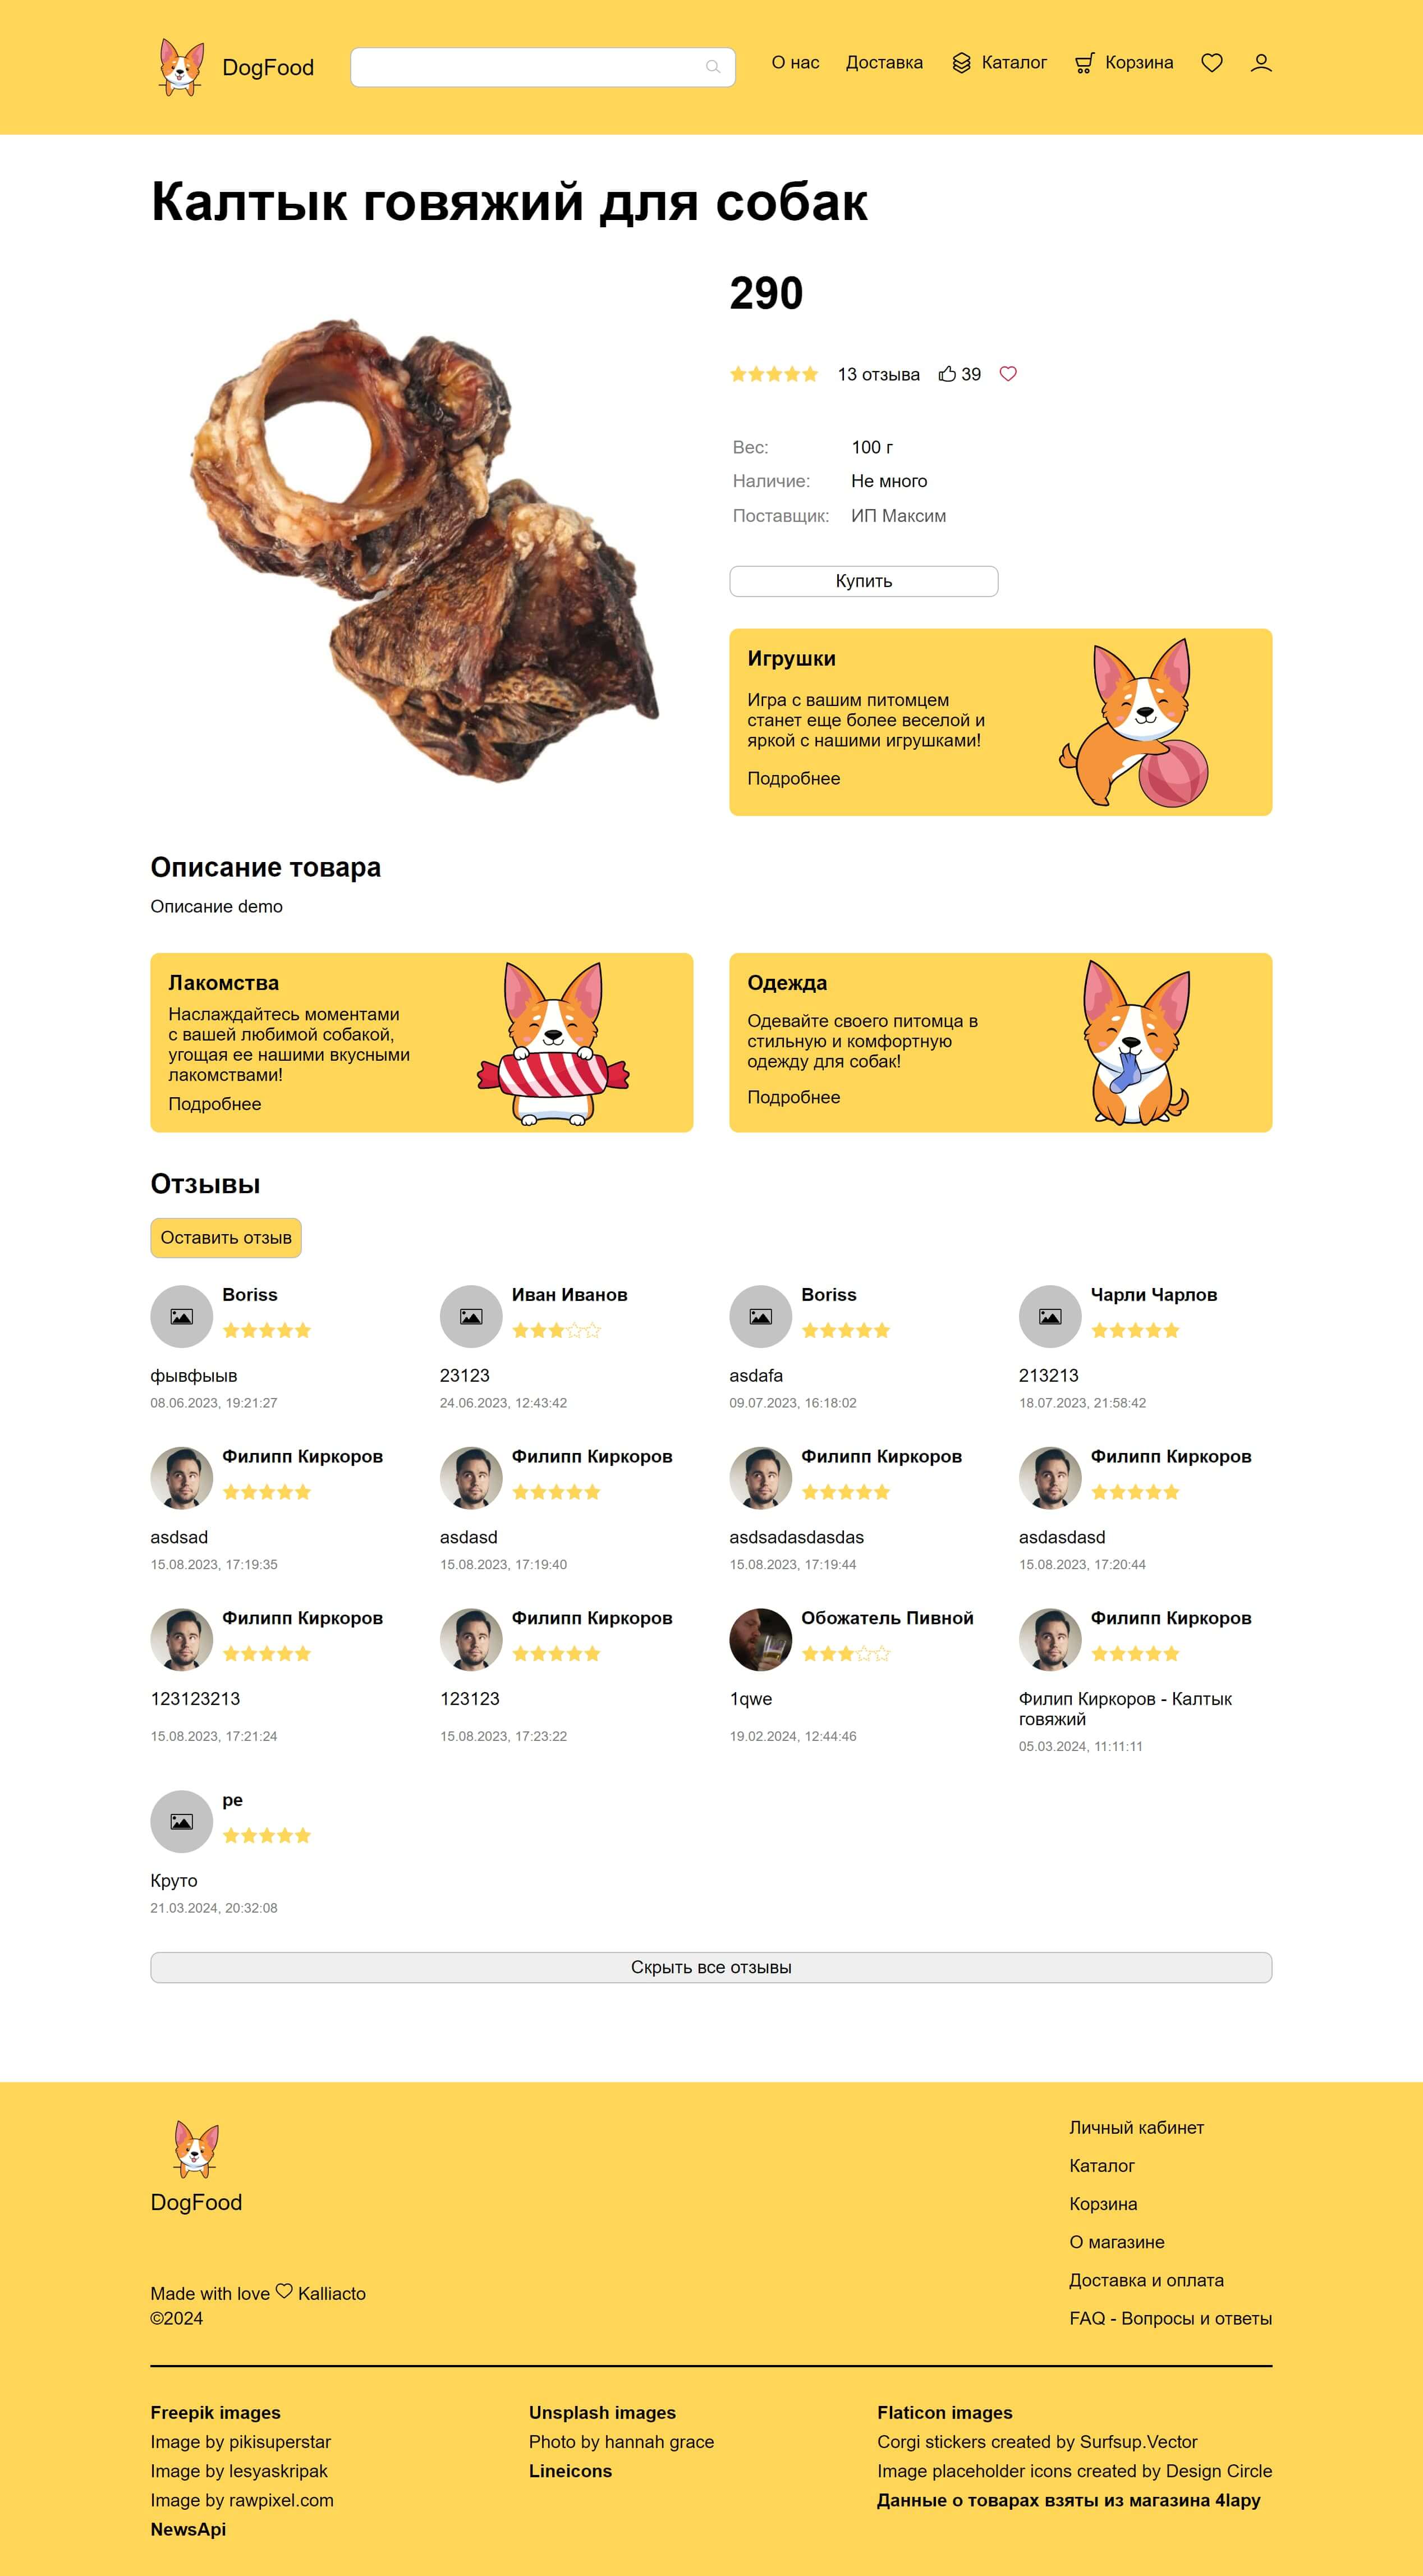 DogFood
О нас
Доставка
Каталог
Корзина
Калтык говяжий для собак
290
13 отзыва
39
Вес: 100 г
Наличие: Не много
Поставщик: ИП Максим
Купить
Игрушки
Игра с вашим питомцем
станет еще более веселой и
яркой с нашими игрушками!
Подробнее
Описание товара
Описание demo
Лакомства
Наслаждайтесь моментами
с вашей любимой собакой,
угощая ее нашими вкусными
лакомствами!
Подробнее
Одежда
Одевайте своего питомца в
стильную и комфортную
одежду для собак!
Подробнее
Отзывы
Оставить отзыв
Boriss
фывфыыв
08.06.2023, 19:21:27
Иван Иванов
23123
24.06.2023, 12:43:42
Boriss
asdafa
09.07.2023, 16:18:02
Чарли Чарлов
213213
18.07.2023, 21:58:42
Филипп Киркоров
asdsad
15.08.2023, 17:19:35
Филипп Киркоров
asdasd
15.08.2023, 17:19:40
Филипп Киркоров
asdsadasdasdas
15.08.2023, 17:19:44
Филипп Киркоров
asdasdasd
15.08.2023, 17:20:44
Филипп Киркоров
123123213
15.08.2023, 17:21:24
Филипп Киркоров
123123
15.08.2023, 17:23:22
Обожатель Пивной
1qwe
19.02.2024, 12:44:46
Филипп Киркоров
Филип Киркоров - Калтык
говяжий
05.03.2024, 11:11:11
ре
Круто
21.03.2024, 20:32:08
Скрыть все отзывы
DogFood
Made with love Kalliacto
©2024
Личный кабинет
Каталог
Корзина
О магазине
Доставка и оплата
FAQ - Вопросы и ответы
Freepik images
Image by pikisuperstar
Image by lesyaskripak
Image by rawpixel.com
NewsApi
Unsplash images
Photo by hannah grace
Lineicons
Flaticon images
Corgi stickers created by Surfsup.Vector
Image placeholder icons created by Design Circle
Данные о товарах взяты из магазина 4lapy